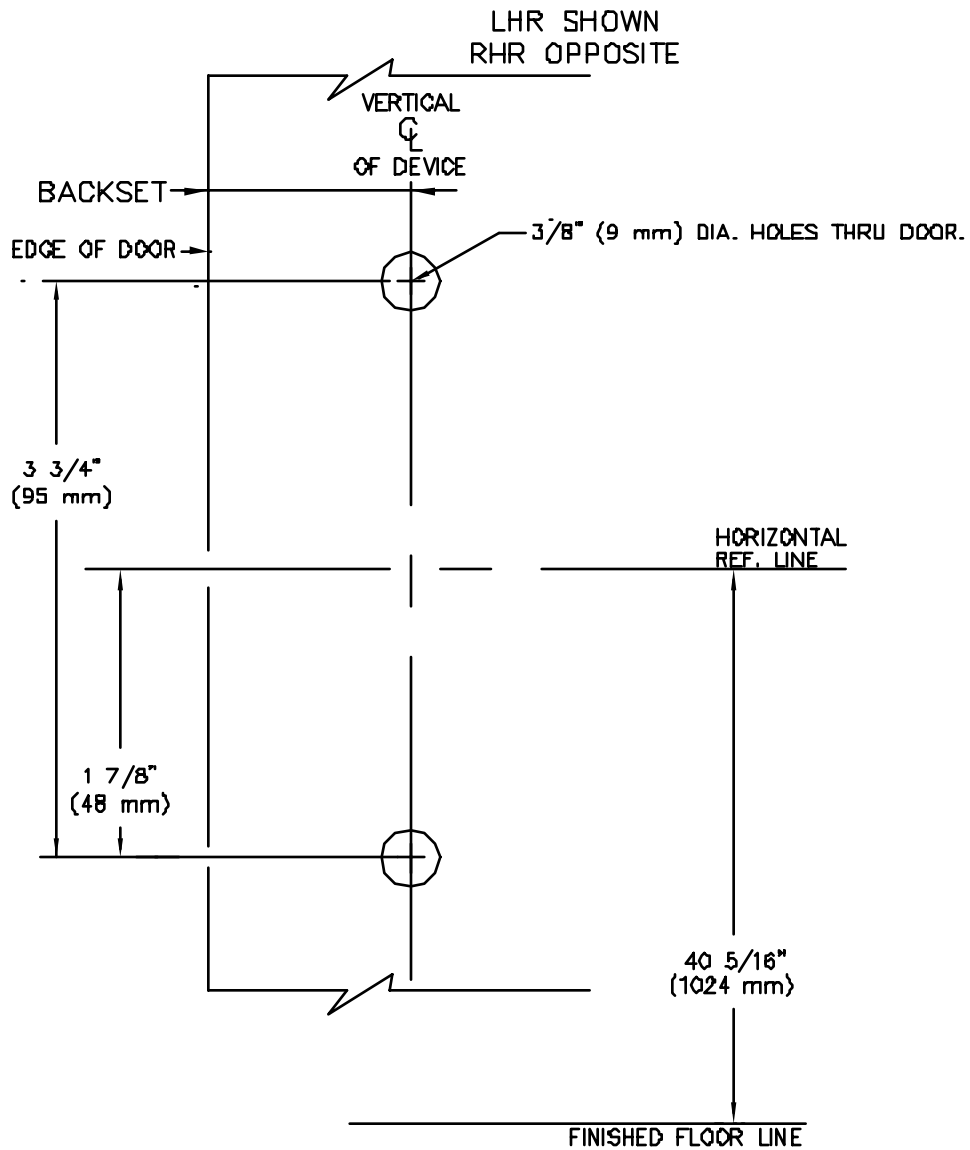 LHR SHOWN
RHR OPPOSITE
VERTICAL
℄
OF DEVICE
BACKSET
EDGE OF DOOR
3/8" (9 mm) DIA. HOLES THRU DOOR.
3 3/4"
(95 mm)
HORIZONTAL
REF. LINE
1 7/8"
(48 mm)
40 5/16"
(1024 mm)
FINISHED FLOOR LINE